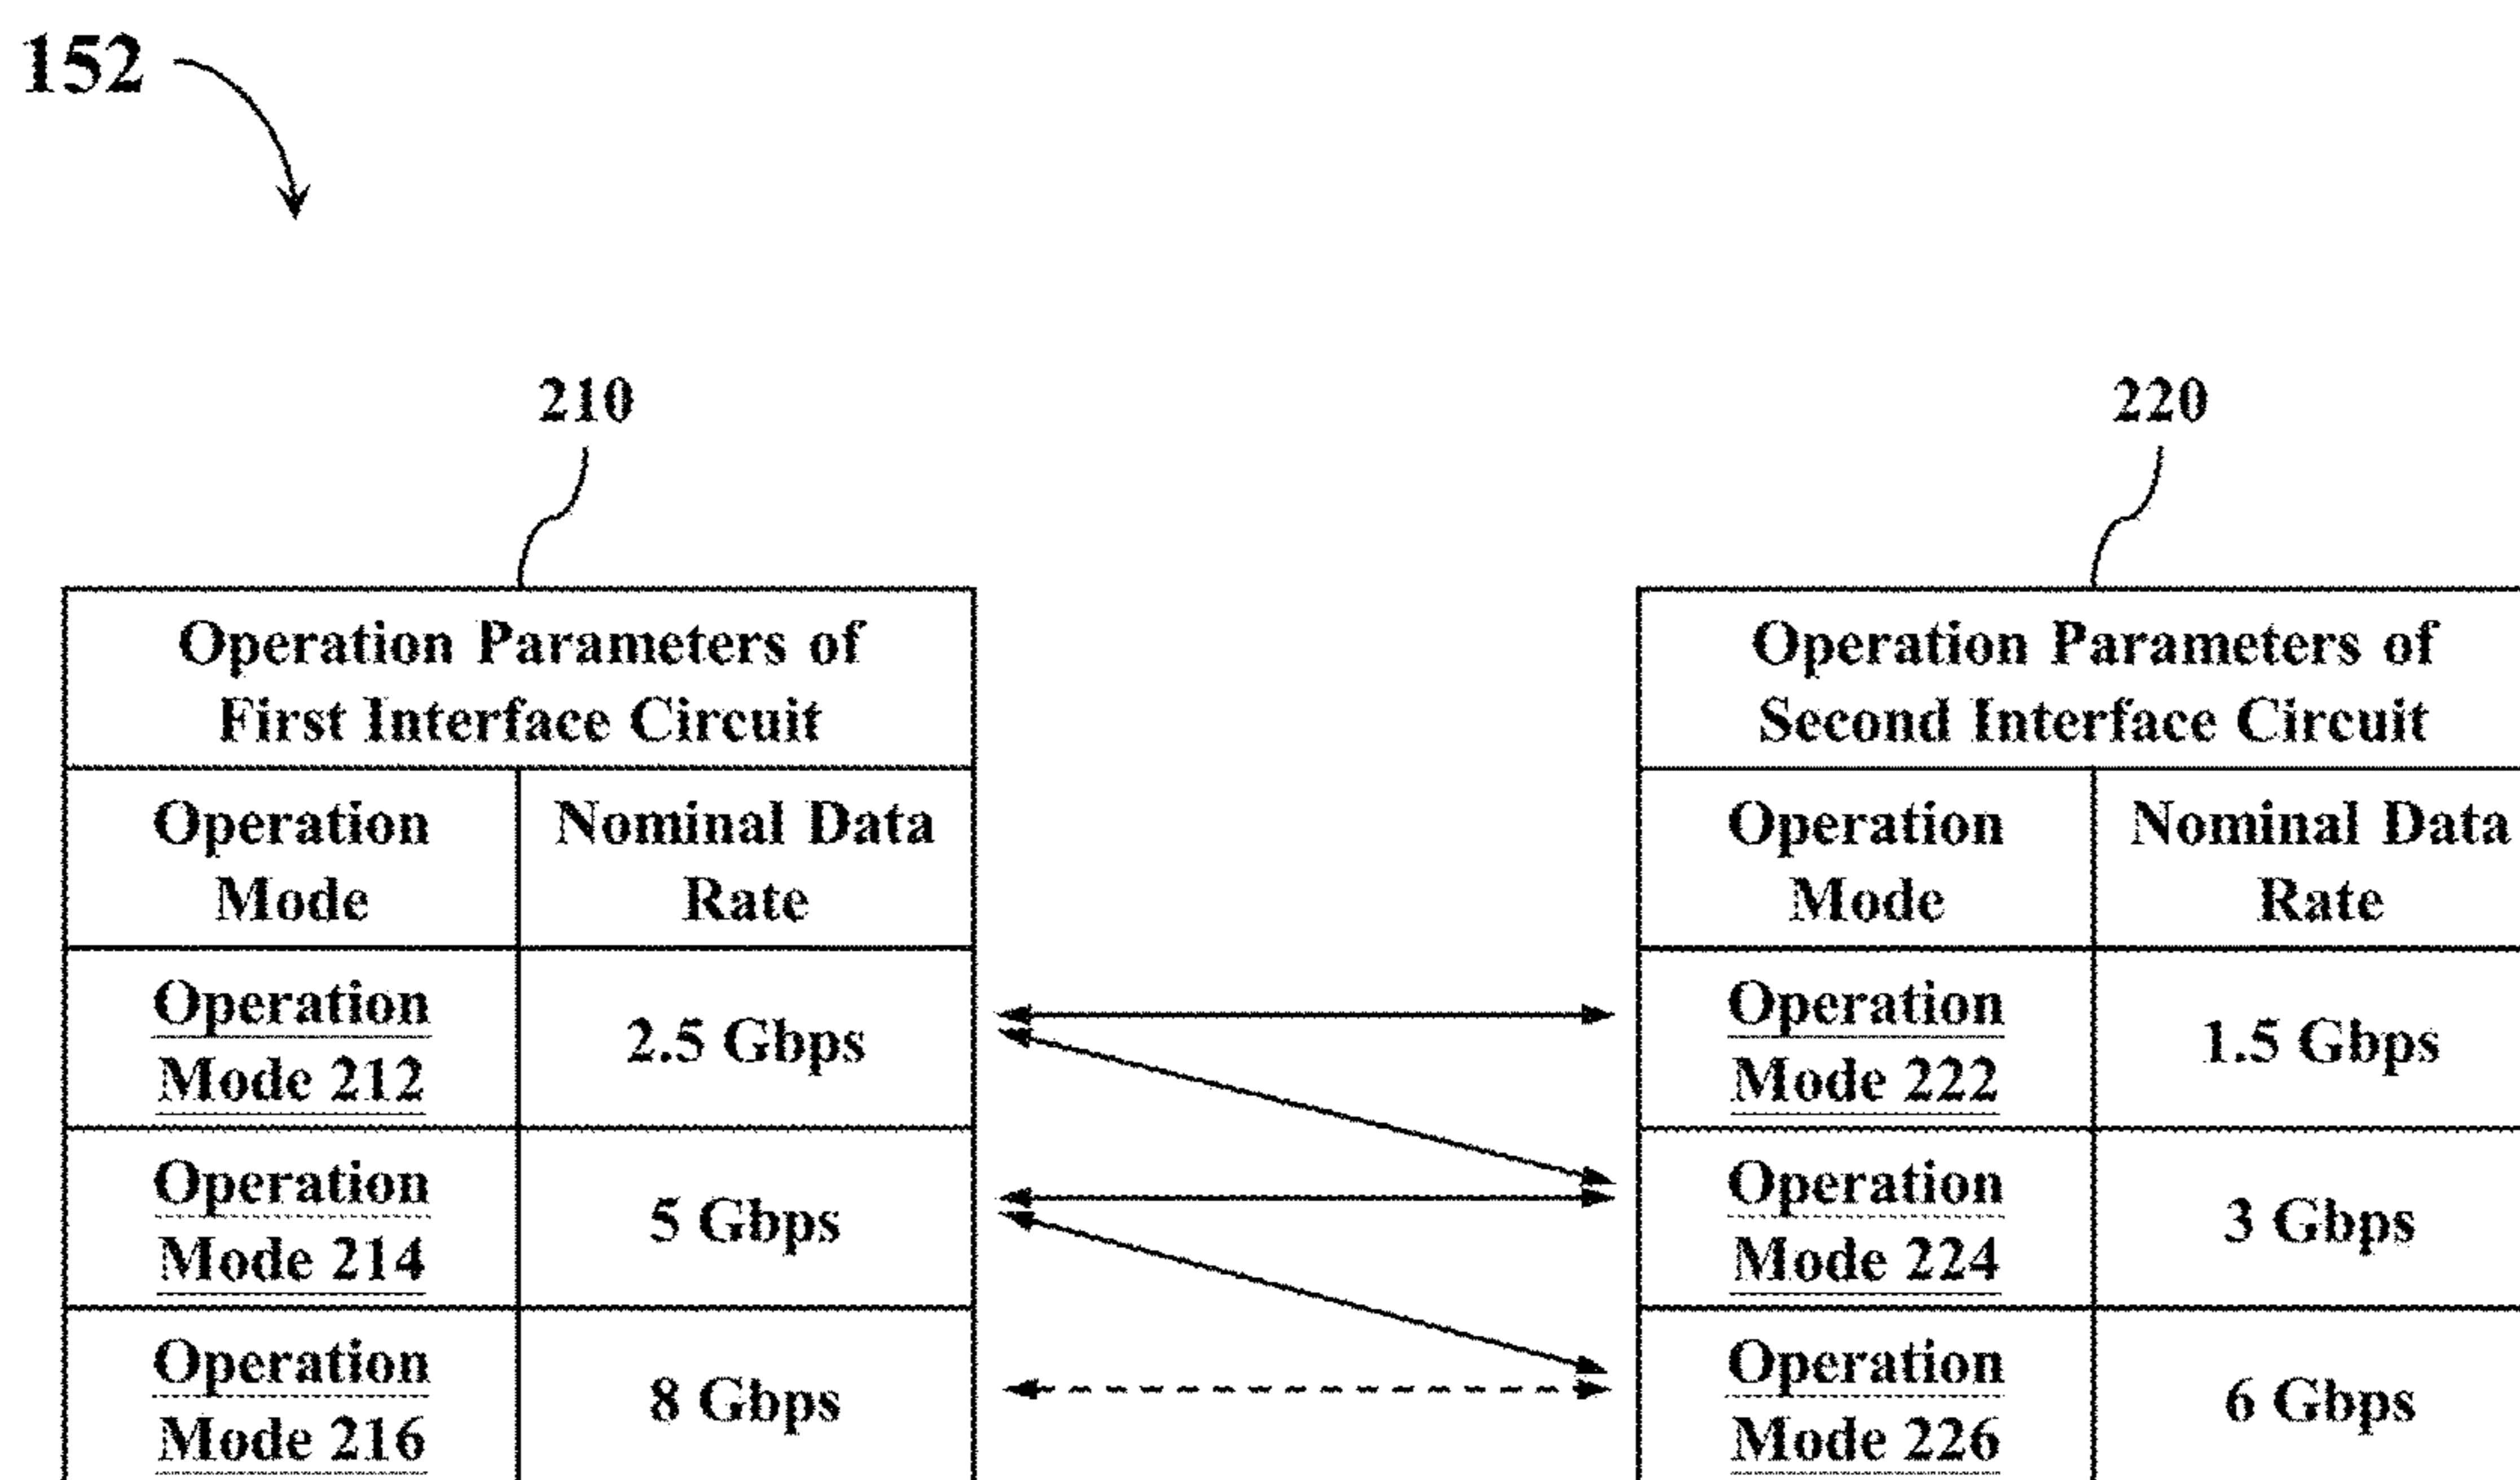 152
210
220
Operation Parameters of
First Interface Circuit
Operation
Mode
Nominal Data
Rate
Operation
Mode 212
2.5 Gbps
Operation
Mode 214
5 Gbps
Operation
Mode 216
8 Gbps
Operation Parameters of
Second Interface Circuit
Operation
Mode
Nominal Data
Rate
Operation
Mode 222
1.5 Gbps
Operation
Mode 224
3 Gbps
Operation
Mode 226
6 Gbps